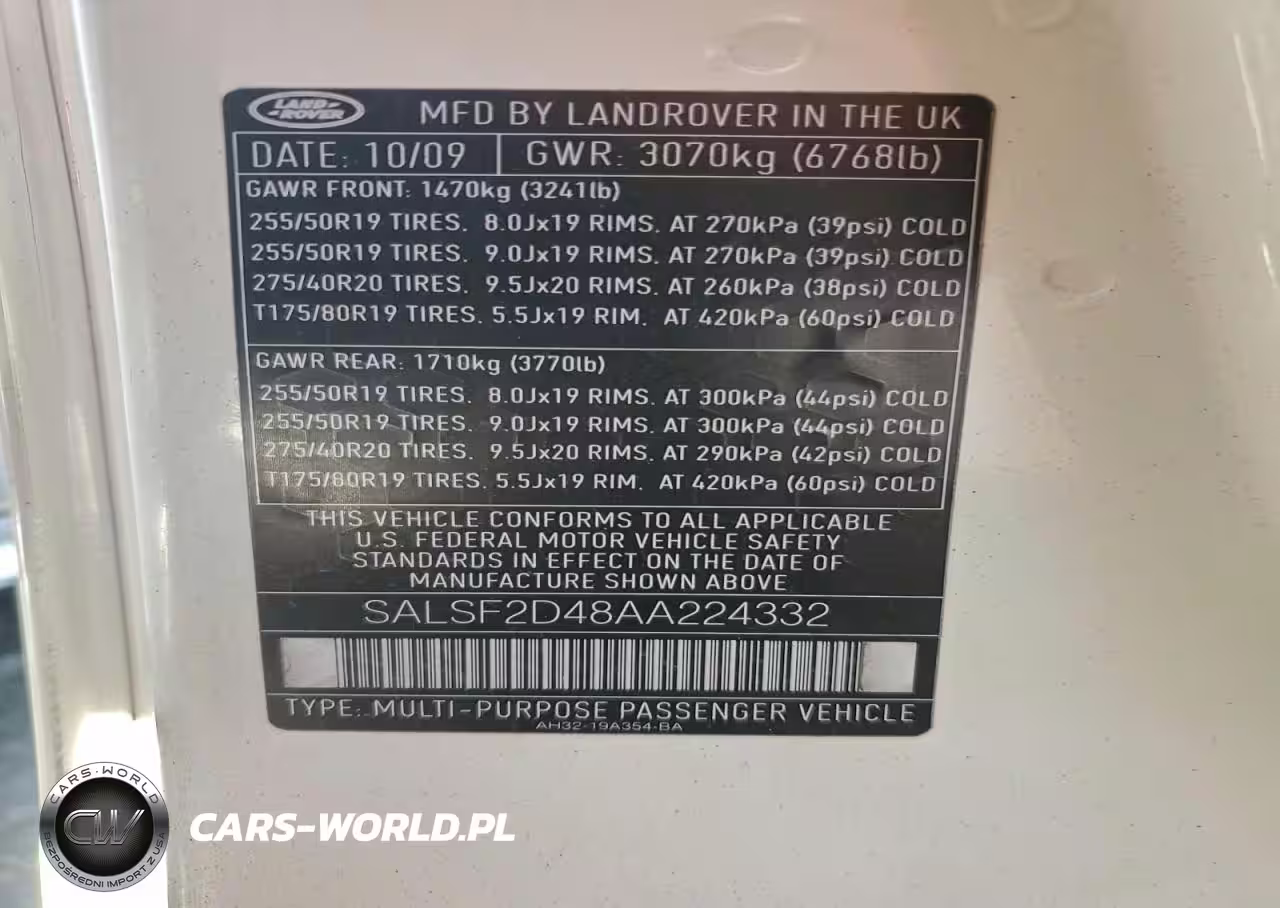 LAND ROVER
MFD BY LANDROVER IN THE UK
DATE: 10/09
GWR: 3070kg (6768lb)
GAWR FRONT: 1470kg (3241lb)
255/50R19 TIRES. 8.0Jx19 RIMS. AT 270kPa (39psi) COLD
255/50R19 TIRES. 9.0Jx19 RIMS. AT 270kPa (39psi) COLD
275/40R20 TIRES. 9.5Jx20 RIMS. AT 260kPa (38psi) COLD
T175/80R19 TIRES. 5.5Jx19 RIM. AT 420kPa (60psi) COLD
GAWR REAR: 1710kg (3770lb)
255/50R19 TIRES. 8.0Jx19 RIMS. AT 300kPa (44psi) COLD
255/50R19 TIRES. 9.0Jx19 RIMS. AT 300kPa (44psi) COLD
275/40R20 TIRES. 9.5Jx20 RIMS. AT 290kPa (42psi) COLD
T175/80R19 TIRES. 5.5Jx19 RIM. AT 420kPa (60psi) COLD
THIS VEHICLE CONFORMS TO ALL APPLICABLE
U.S. FEDERAL MOTOR VEHICLE SAFETY
STANDARDS IN EFFECT ON THE DATE OF
MANUFACTURE SHOWN ABOVE
SALSF2D48AA224332
TYPE: MULTI-PURPOSE PASSENGER VEHICLE
AH32-19A354-BA
CARS-WORLD
CW
BEZPOŚREDNI IMPORT Z USA
CARS-WORLD.PL